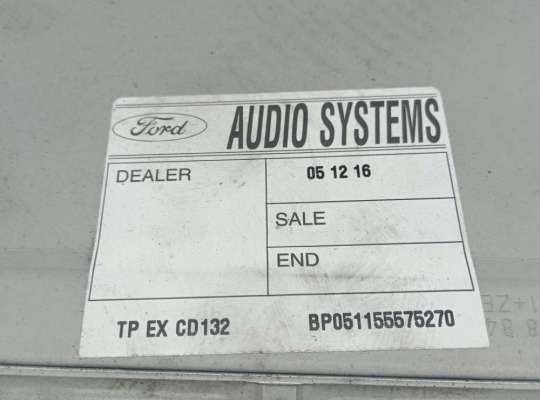 Ford AUDIO SYSTEMS
DEALER 05 12 16
SALE
END
TP EX CD132 BP051155575270